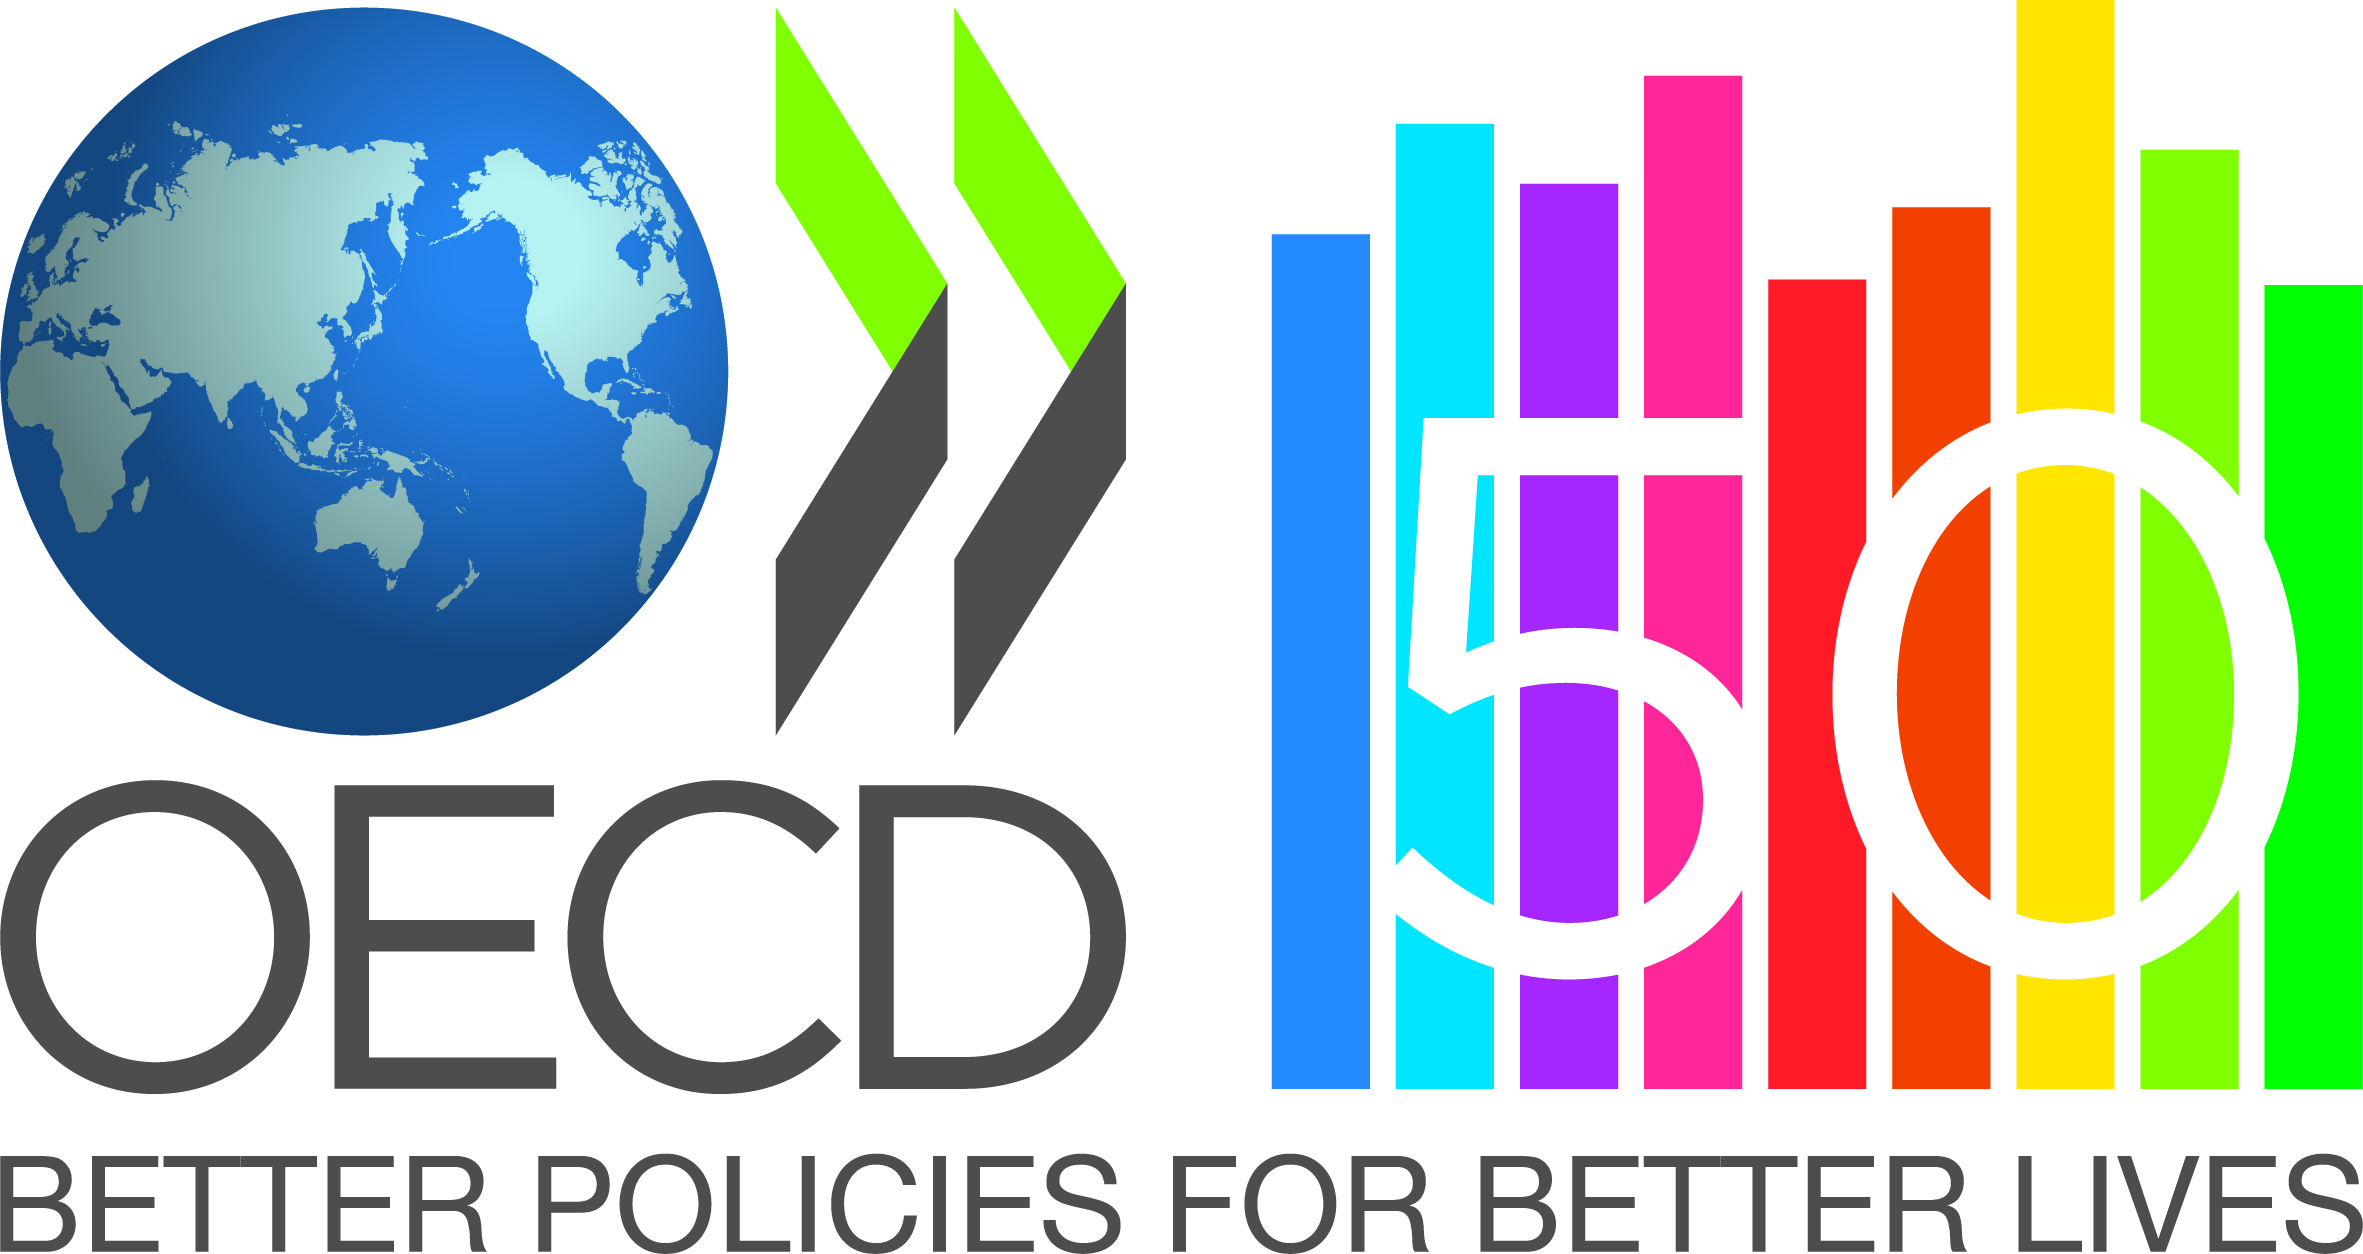 OECD
50
BETTER POLICIES FOR BETTER LIVES